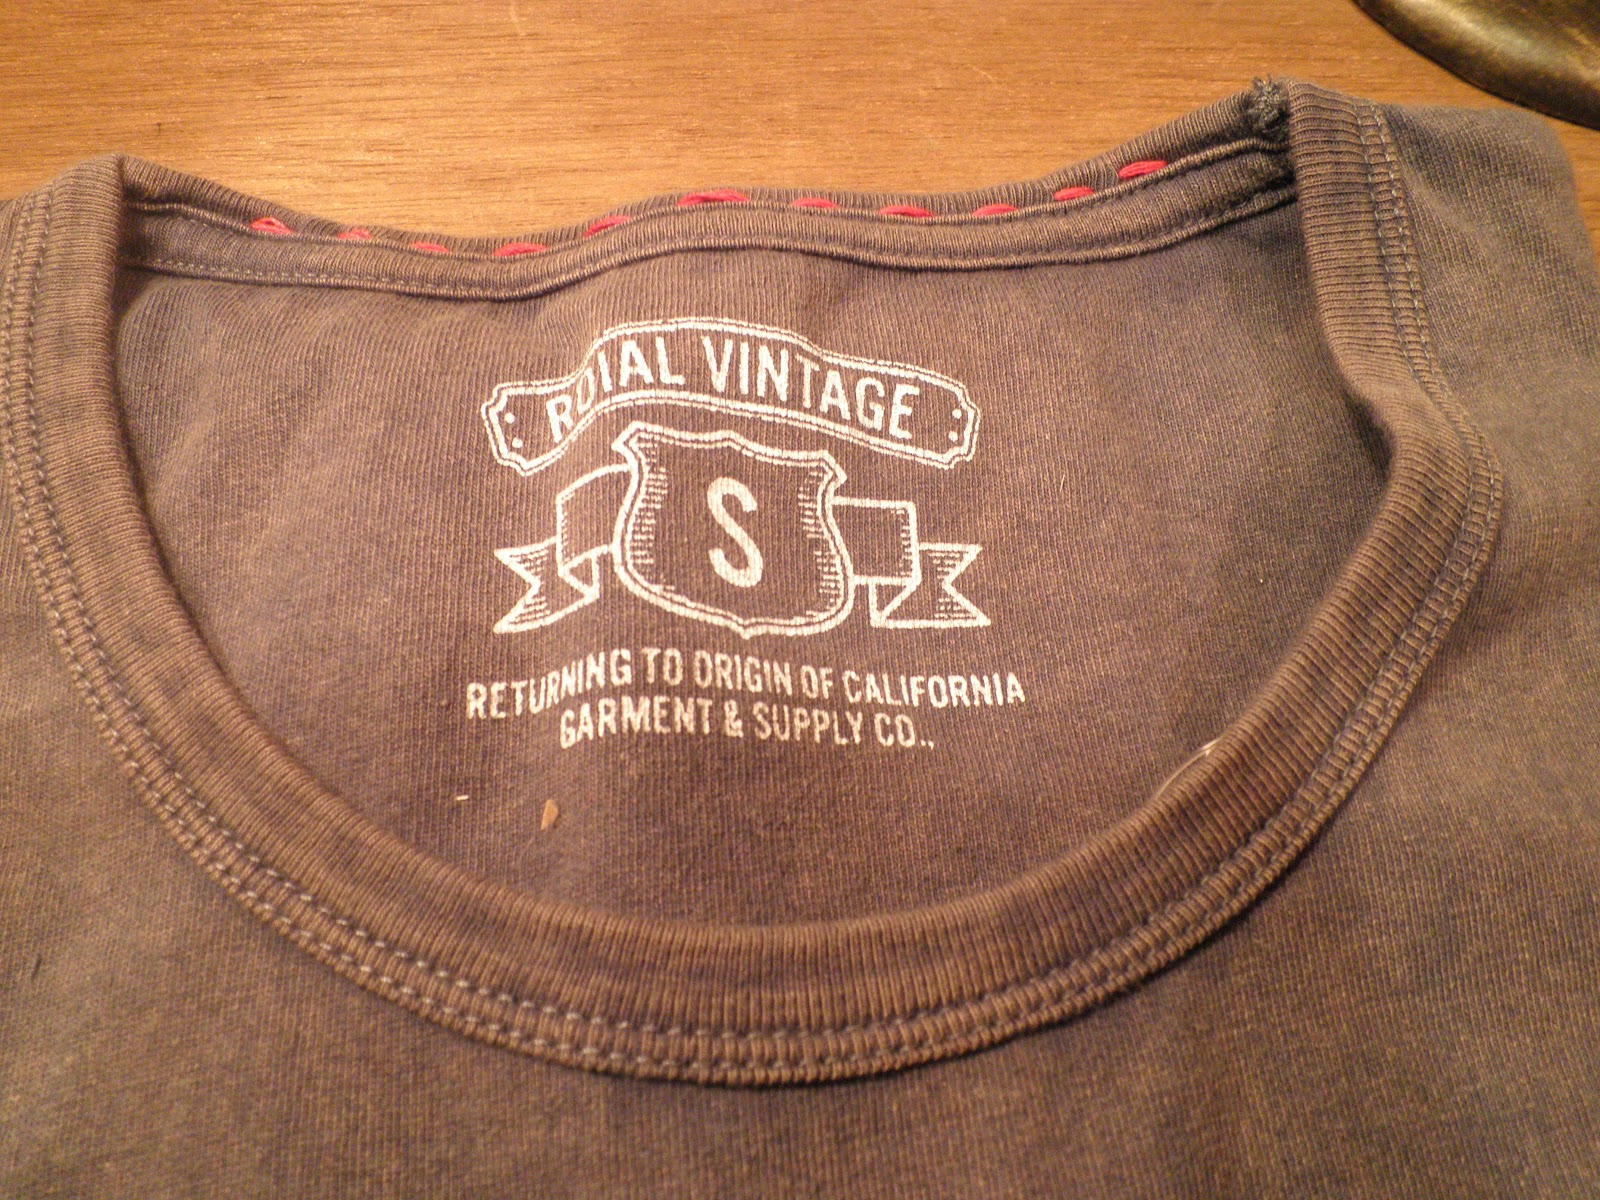 ROIAL VINTAGE
S
RETURNING TO ORIGIN OF CALIFORNIA
GARMENT & SUPPLY CO..